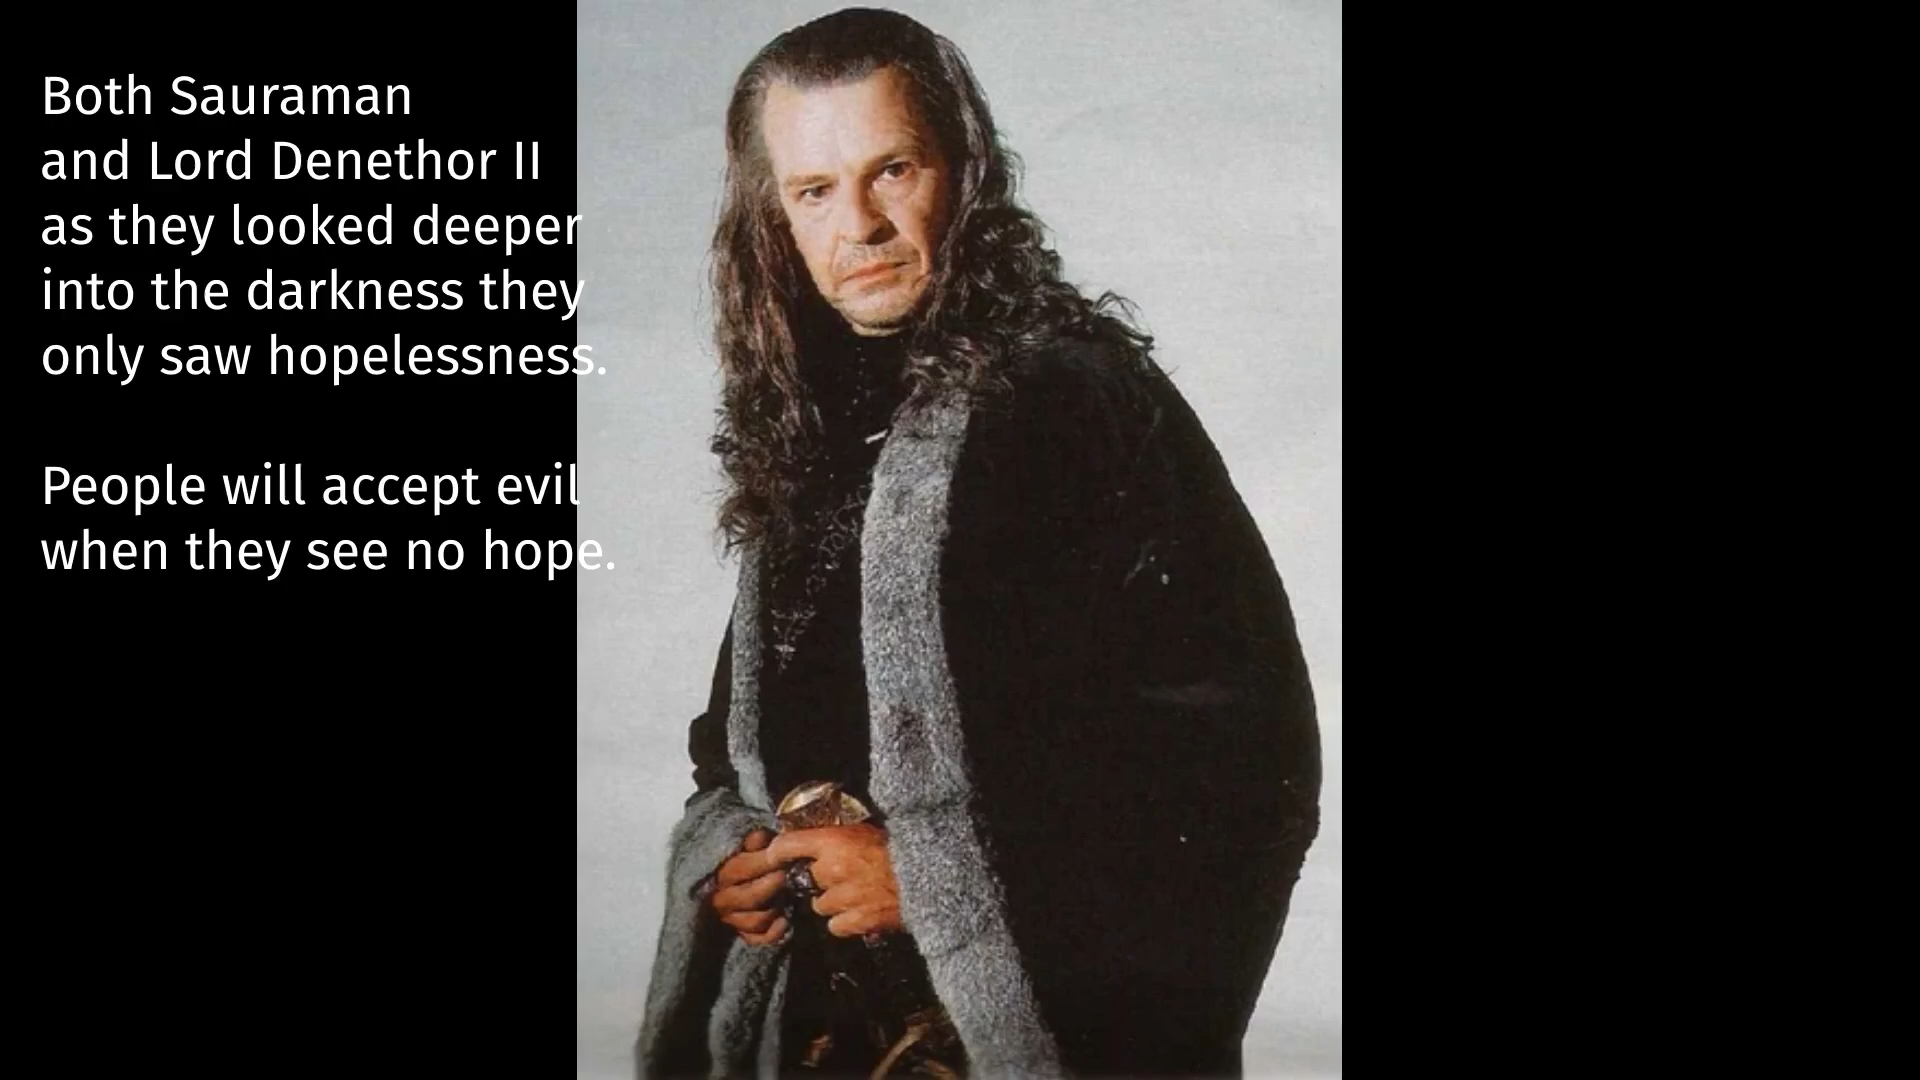 Both Sauraman
and Lord Denethor II
as they looked deeper
into the darkness they
only saw hopelessness.
People will accept evil
when they see no hope.